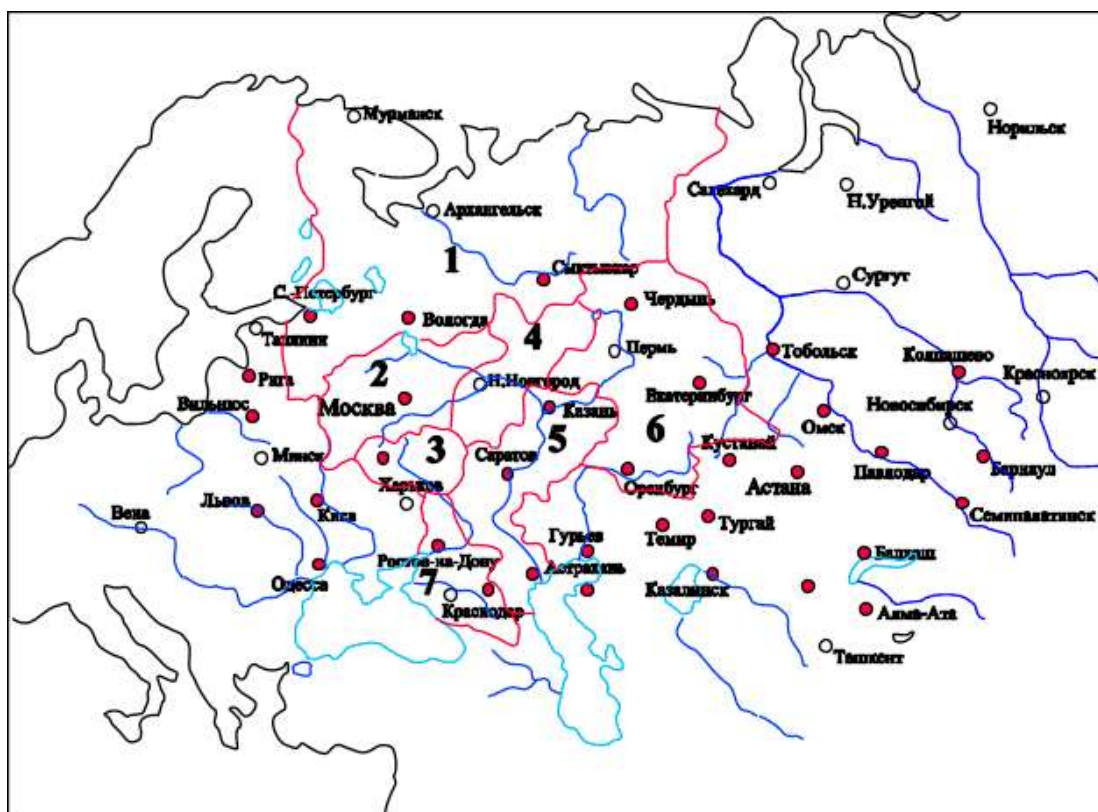 Мурманск
Норильск
Салехард
Н.Уренгой
Архангельск
1
Сыктывкар
Сургут
С.-Петербург
Чердынь
Вологда
4
Таллинн
Пермь
Тобольск
Колпашево
Рига
2
Н.Новгород
Красноярск
Екатеринбург
Вильнюс
Москва
Казань
Новосибирск
Омск
3
5
6
Минск
Саратов
Кустанай
Павлодар
Барнаул
Харьков
Оренбург
Астана
Львов
Киев
Семипалатинск
Вена
Тургай
Темир
Гурьев
Ростов-на-Дону
Балхаш
Астрахань
Одесса
7
Казалинск
Краснодар
Алма-Ата
Ташкент